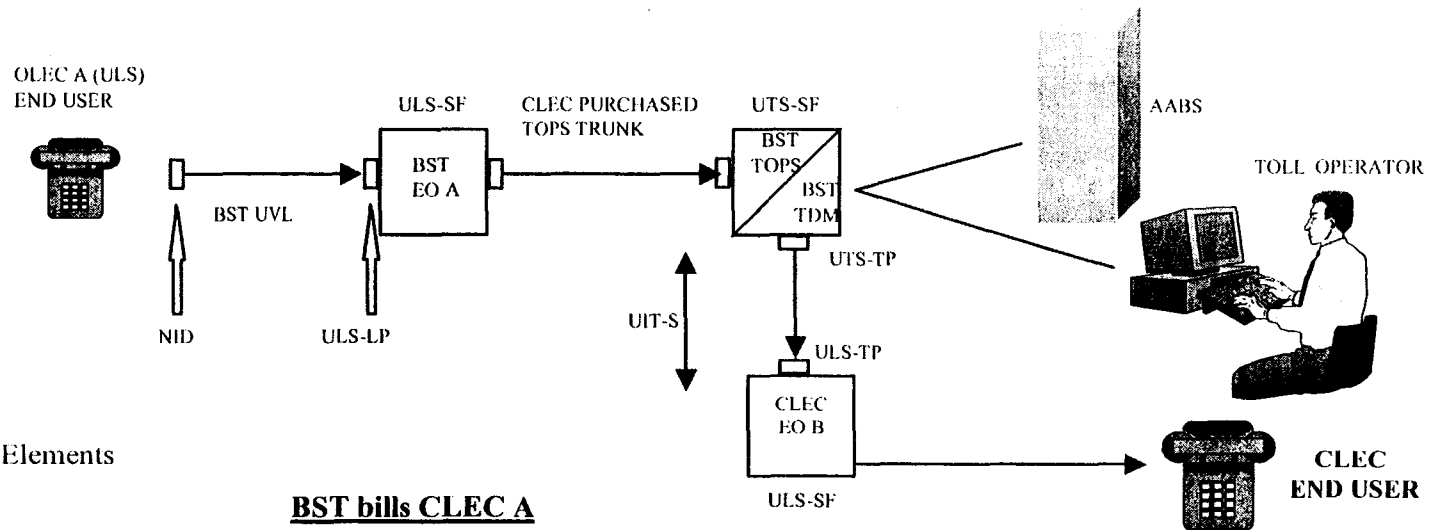 OLEC A (ULS)
END USER
ULS-SF
CLEC PURCHASED
TOPS TRUNK
UTS-SF
AABS
BST
EO A
BST
TOPS
BST
TDM
TOLL OPERATOR
BST UVL
UTS-TP
NID
ULS-LP
UIT-S
ULS-TP
CLEC
EO B
Elements
CLEC
END USER
ULS-SF
BST bills CLEC A